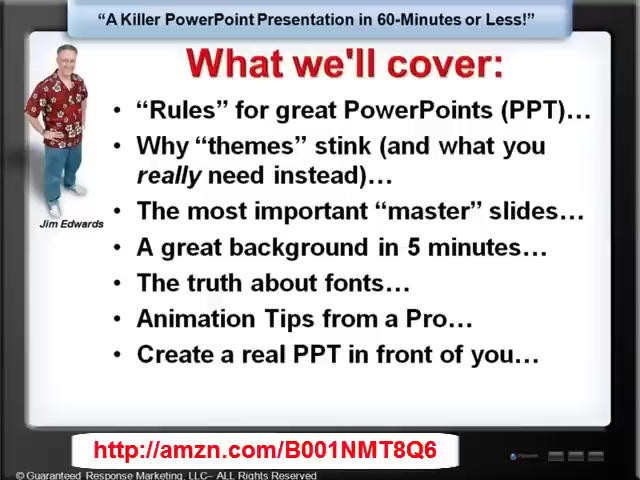 “A Killer PowerPoint Presentation in 60-Minutes or Less!”
What we'll cover:
• “Rules” for great PowerPoints (PPT)…
• Why “themes” stink (and what you
really need instead)…
• The most important “master” slides…
• A great background in 5 minutes…
• The truth about fonts…
• Animation Tips from a Pro…
• Create a real PPT in front of you…
Jim Edwards
http://amzn.com/B001NMT8Q6
© Guaranteed Response Marketing, LLC– ALL Rights Reserved